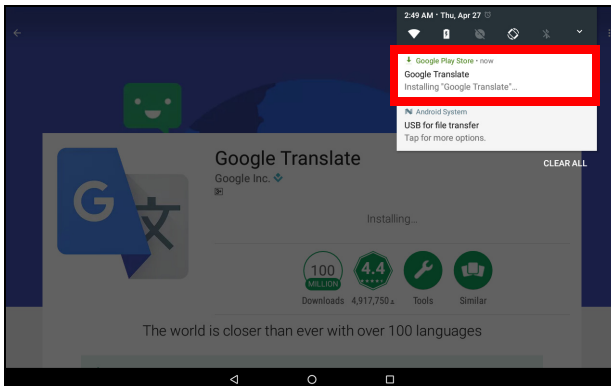 2:49 AM • Thu, Apr 27
Google Play Store • now
Google Translate
Installing "Google Translate"...
Android System
USB for file transfer
Tap for more options.
CLEAR ALL
G 文
Google Translate
Google Inc.
Installing...
100
MILLION
4.4
Downloads 4,917,750 Tools Similar
The world is closer than ever with over 100 languages